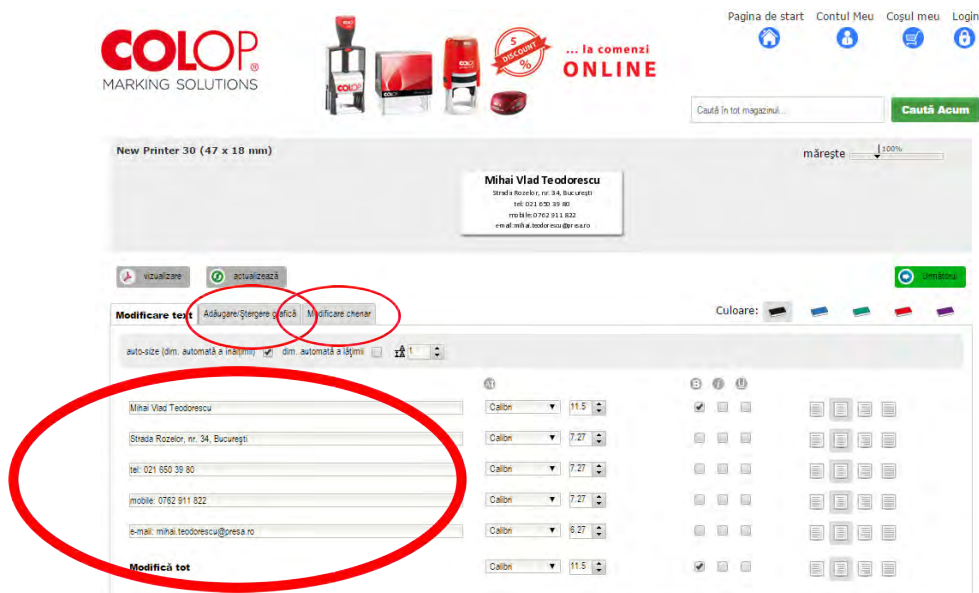 Pagina de start Contul Meu Coșul meu Login
COLOP®
MARKING SOLUTIONS
5
DISCOUNT
%
... la comenzi
ONLINE
Caută în tot magazinul...
Caută Acum
New Printer 30 (47 x 18 mm)
mărește
100%
Mihai Vlad Teodorescu
Strada Rozelor, nr. 34, București
tel: 021 650 39 80
mobile: 0762 911 822
e-mail: mihai.teodorescu@presa.ro
vizualizare
actualizează
Următorul
Modificare text
Adăugare/Ștergere grafică
Modificare chenar
Culoare:
auto-size (dim. automată a înălțimii)
dim. automată a lățimii
1
AI
B I U
Mihai Vlad Teodorescu Calibri 11.5
Strada Rozelor, nr. 34, București Calibri 7.27
tel: 021 650 39 80 Calibri 7.27
mobile: 0762 911 822 Calibri 7.27
e-mail: mihai.teodorescu@presa.ro Calibri 6.27
Modifică tot Calibri 11.5